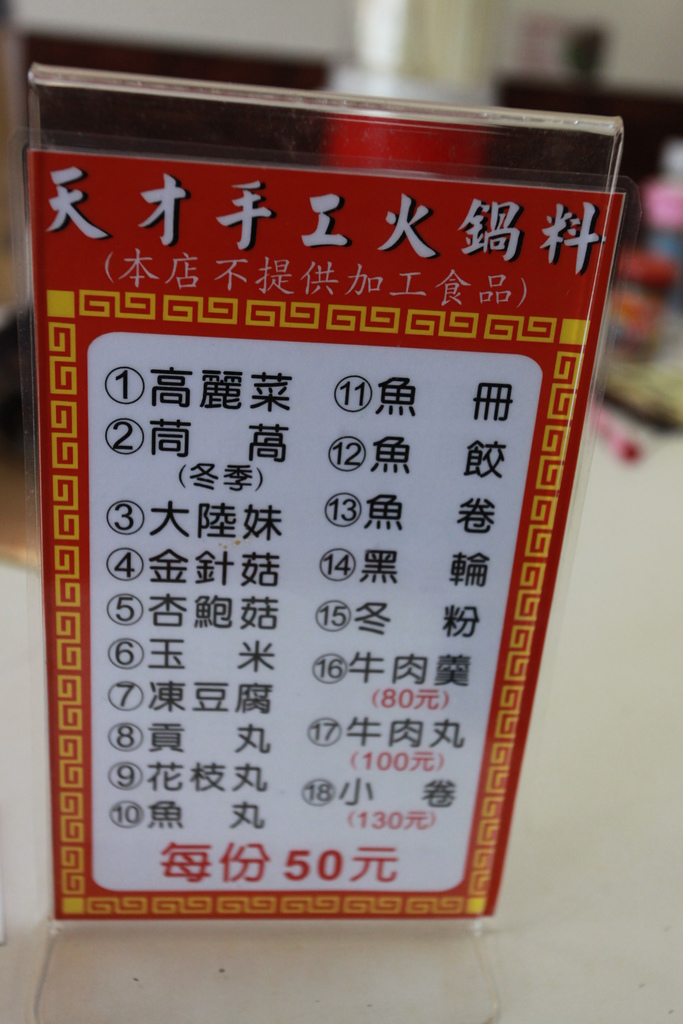 天才手工火鍋料
(本店不提供加工食品)
①高麗菜
②茼萵
(冬季)
③大陸妹
④金針菇
⑤杏鮑菇
⑥玉米
⑦凍豆腐
⑧貢丸
⑨花枝丸
⑩魚丸
⑪魚冊
⑫魚餃
⑬魚卷
⑭黑輪
⑮冬粉
⑯牛肉羹
(80元)
⑰牛肉丸
(100元)
⑱小卷
(130元)
每份50元